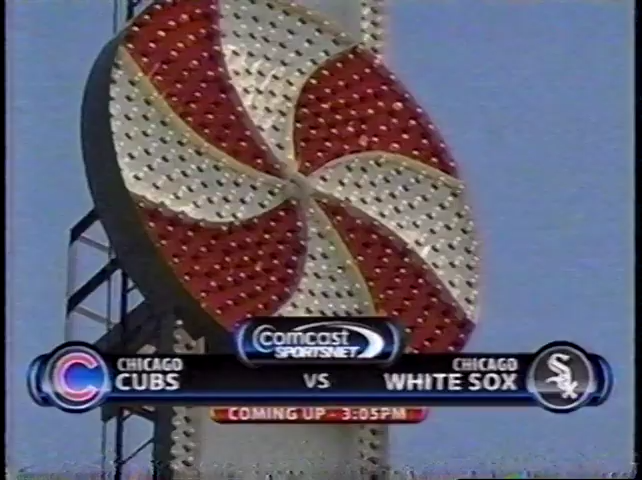 comcast
SPORTSNET
CHICAGO
CUBS
VS
CHICAGO
WHITE SOX
COMING UP - 3:05PM
C
Sox